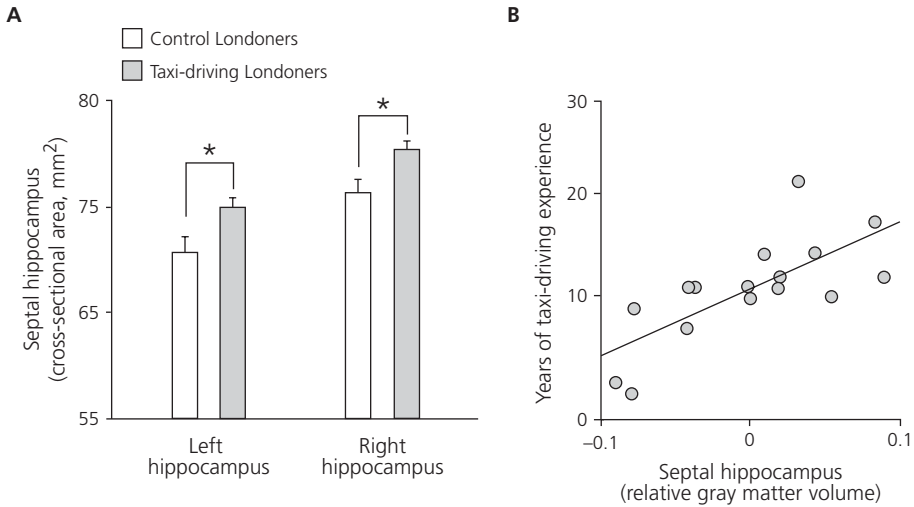 A
Control Londoners
Taxi-driving Londoners
Septal hippocampus
(cross-sectional area, mm²)
80
75
65
55
*
*
Left
hippocampus
Right
hippocampus
B
Years of taxi-driving experience
30
20
10
0
–0.1
0
0.1
Septal hippocampus
(relative gray matter volume)